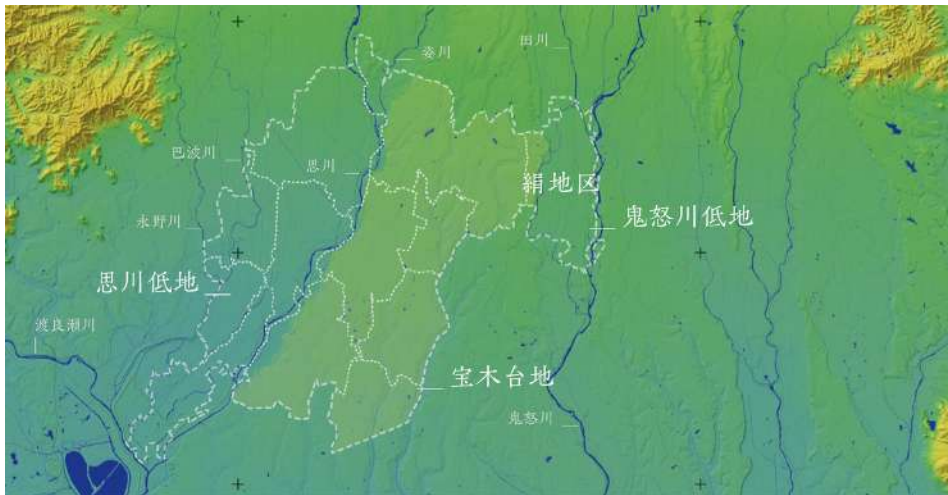 姿川
田川
巴波川
思川
絹地区
永野川
鬼怒川低地
思川低地
渡良瀬川
宝木台地
鬼怒川